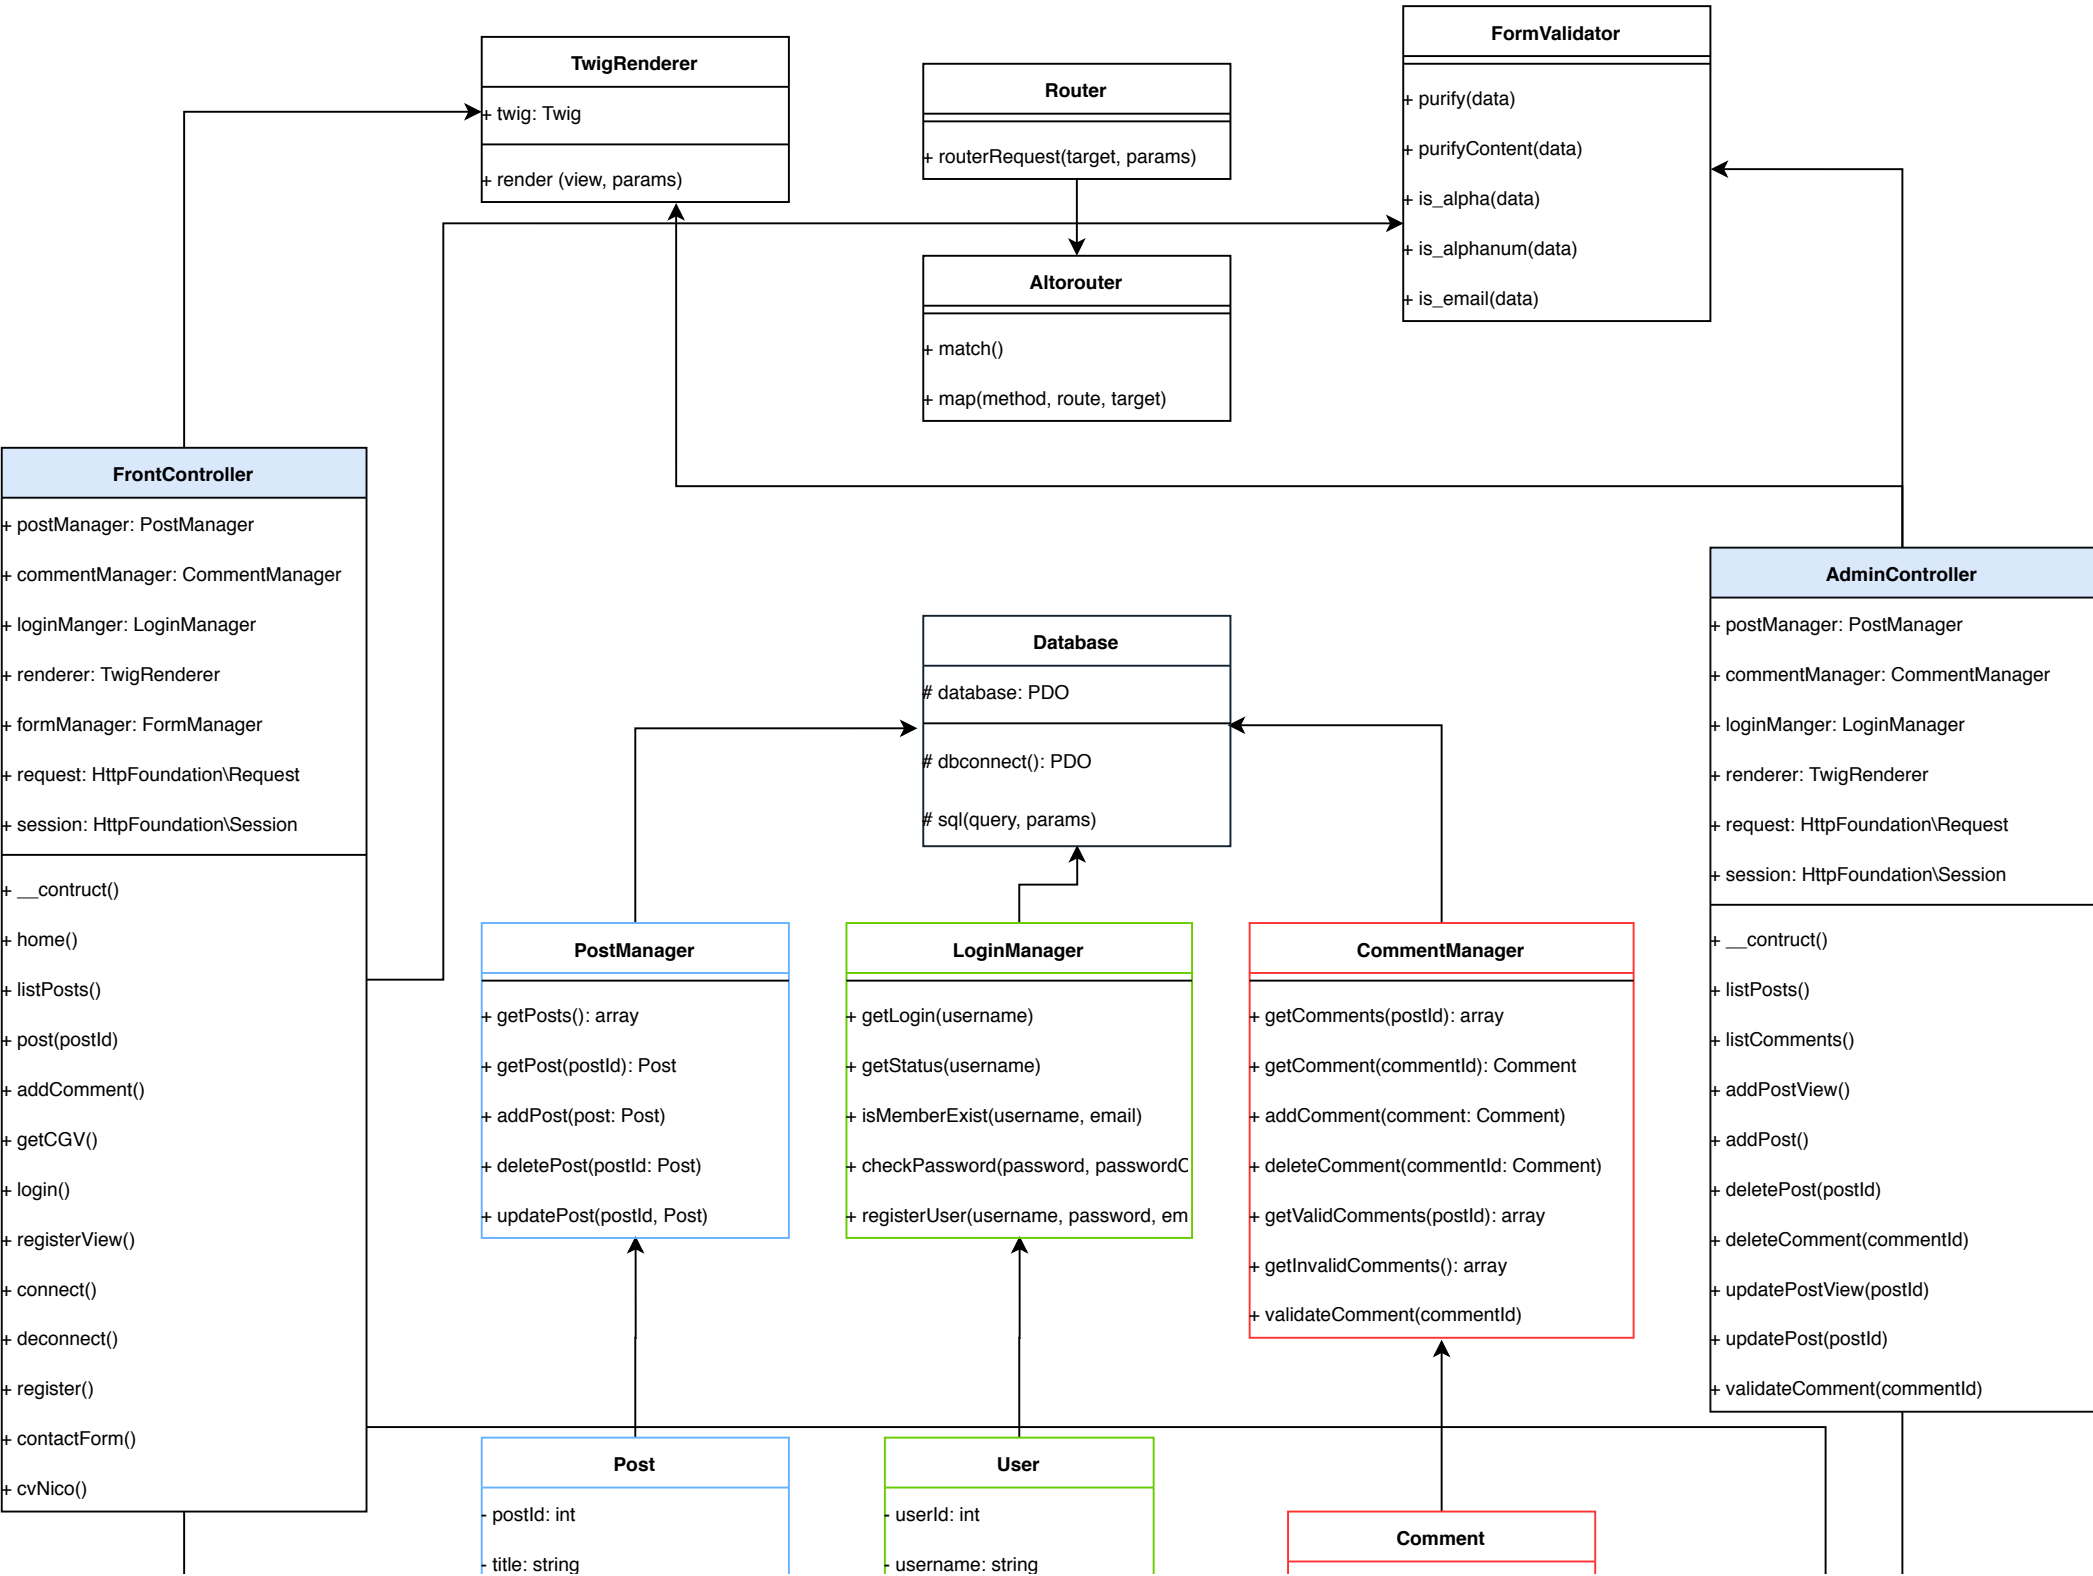 TwigRenderer
+ twig: Twig
+ render (view, params)
Router
+ routerRequest(target, params)
FormValidator
+ purify(data)
+ purifyContent(data)
+ is_alpha(data)
+ is_alphanum(data)
+ is_email(data)
Altorouter
+ match()
+ map(method, route, target)
FrontController
+ postManager: PostManager
+ commentManager: CommentManager
+ loginManger: LoginManager
+ renderer: TwigRenderer
+ formManager: FormManager
+ request: HttpFoundation\Request
+ session: HttpFoundation\Session
+ __contruct()
+ home()
+ listPosts()
+ post(postId)
+ addComment()
+ getCGV()
+ login()
+ registerView()
+ connect()
+ deconnect()
+ register()
+ contactForm()
+ cvNico()
Database
# database: PDO
# dbconnect(): PDO
# sql(query, params)
AdminController
+ postManager: PostManager
+ commentManager: CommentManager
+ loginManger: LoginManager
+ renderer: TwigRenderer
+ request: HttpFoundation\Request
+ session: HttpFoundation\Session
+ __contruct()
+ listPosts()
+ listComments()
+ addPostView()
+ addPost()
+ deletePost(postId)
+ deleteComment(commentId)
+ updatePostView(postId)
+ updatePost(postId)
+ validateComment(commentId)
PostManager
+ getPosts(): array
+ getPost(postId): Post
+ addPost(post: Post)
+ deletePost(postId: Post)
+ updatePost(postId, Post)
LoginManager
+ getLogin(username)
+ getStatus(username)
+ isMemberExist(username, email)
+ checkPassword(password, passwordC
+ registerUser(username, password, em
CommentManager
+ getComments(postId): array
+ getComment(commentId): Comment
+ addComment(comment: Comment)
+ deleteComment(commentId: Comment)
+ getValidComments(postId): array
+ getInvalidComments(): array
+ validateComment(commentId)
Post
- postId: int
- title: string
User
- userId: int
- username: string
Comment